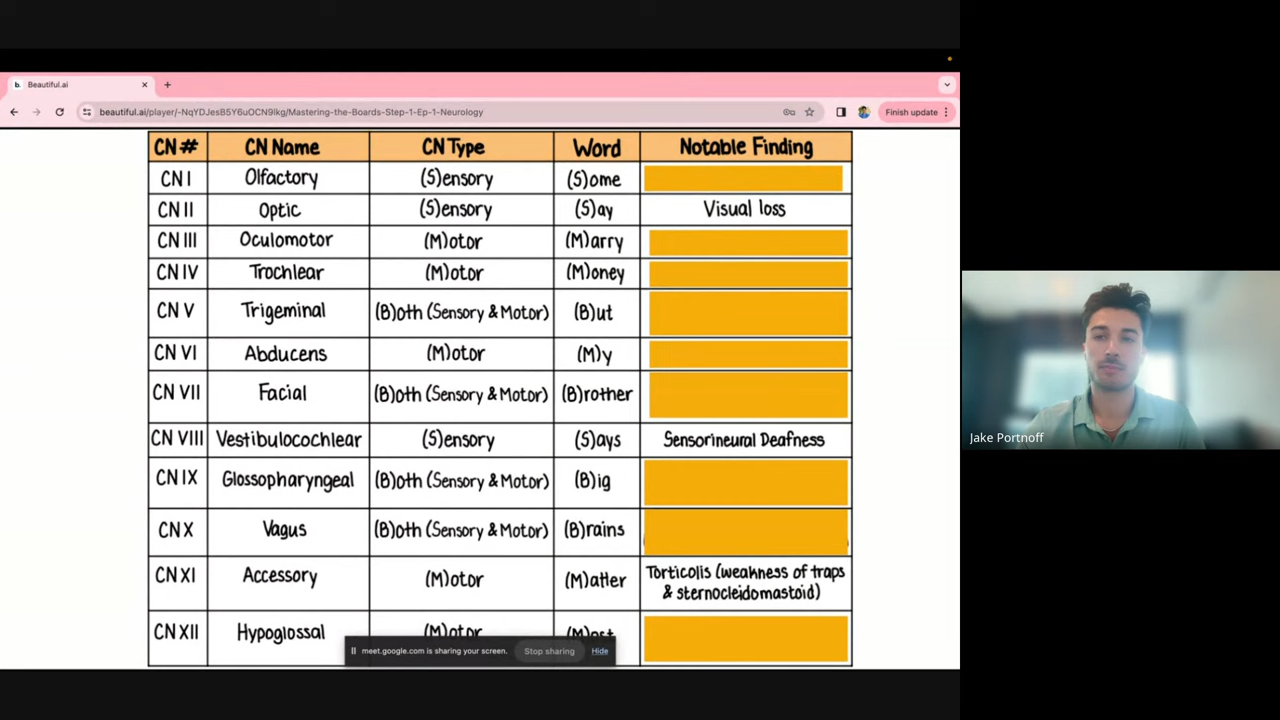 Beautiful.ai
beautiful.ai/player/-NqYDJesB5Y6uOCN9lkg/Mastering-the-Boards-Step-1-Ep-1-Neurology
Finish update
CN # CN Name CN Type Word Notable Finding
CN I Olfactory (S)ensory (S)ome
CN II Optic (S)ensory (S)ay Visual loss
CN III Oculomotor (M)otor (M)arry
CN IV Trochlear (M)otor (M)oney
CN V Trigeminal (B)oth (Sensory & Motor) (B)ut
CN VI Abducens (M)otor (M)y
CN VII Facial (B)oth (Sensory & Motor) (B)rother
CN VIII Vestibulocochlear (S)ensory (S)ays Sensorineural Deafness
CN IX Glossopharyngeal (B)oth (Sensory & Motor) (B)ig
CN X Vagus (B)oth (Sensory & Motor) (B)rains
CN XI Accessory (M)otor (M)atter Torticolis (weakness of traps
& sternocleidomastoid)
CN XII Hypoglossal (M)otor
meet.google.com is sharing your screen. Stop sharing Hide
Jake Portnoff